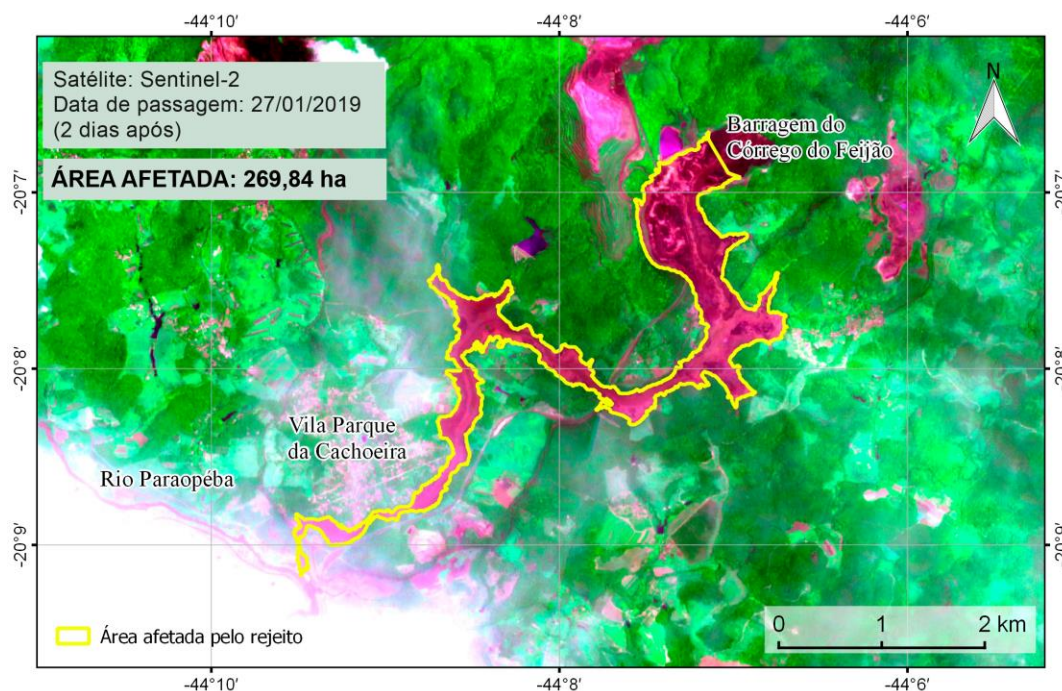 -44°10' -44°8' -44°6'
Satélite: Sentinel-2
Data de passagem: 27/01/2019
(2 dias após)
ÁREA AFETADA: 269,84 ha
N
Barragem do
Córrego do Feijão
-20°7' -20°7'
-20°8' -20°8'
Vila Parque
da Cachoeira
Rio Paraopéba
-20°9' -20°9'
Área afetada pelo rejeito
0 1 2 km
-44°10' -44°8' -44°6'